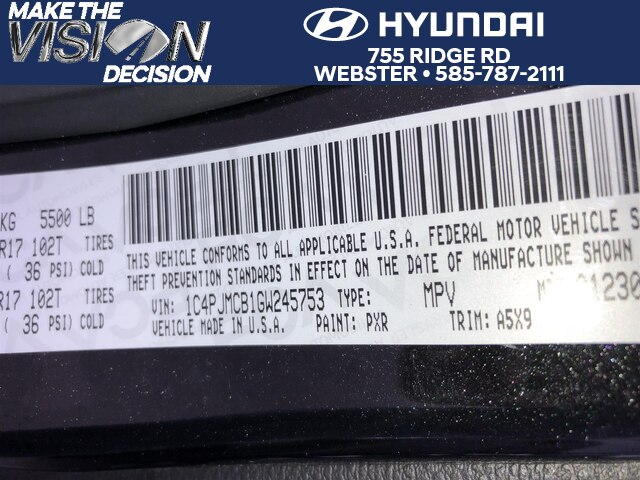 MAKE THE
VISION
DECISION
HYUNDAI
755 RIDGE RD
WEBSTER • 585-787-2111
KG 5500 LB
R17 102T TIRES
( 36 PSI) COLD
R17 102T TIRES
( 36 PSI) COLD
THIS VEHICLE CONFORMS TO ALL APPLICABLE U.S.A. FEDERAL MOTOR VEHICLE S
THEFT PREVENTION STANDARDS IN EFFECT ON THE DATE OF MANUFACTURE SHOWN
VIN: 1C4PJMCB1GW245753 TYPE: MPV
VEHICLE MADE IN U.S.A. PAINT: PXR TRIM: A5X9